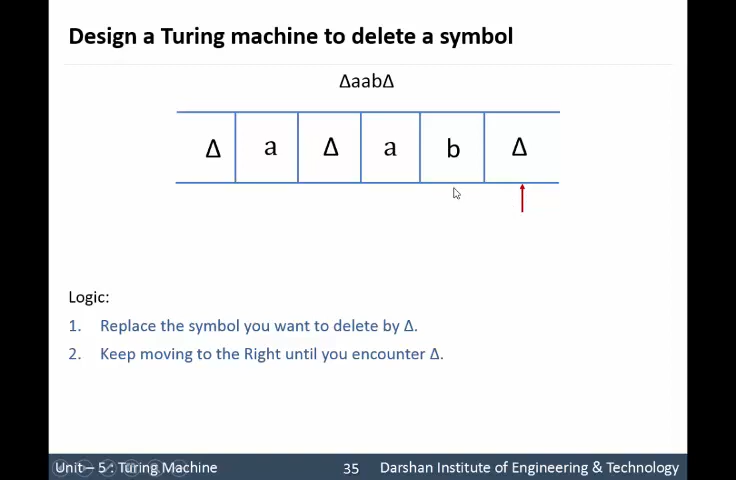 Design a Turing machine to delete a symbol
ΔaabΔ
Δ a Δ a b Δ
Logic:
1. Replace the symbol you want to delete by Δ.
2. Keep moving to the Right until you encounter Δ.
Unit – 5 : Turing Machine 35 Darshan Institute of Engineering & Technology